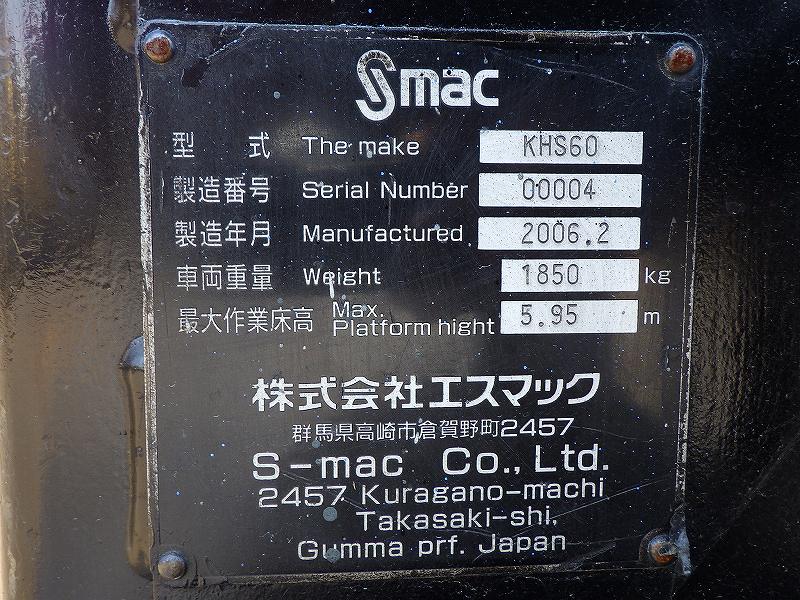 Smac
型式 The make KHS60
製造番号 Serial Number 00004
製造年月 Manufactured 2006.2
車両重量 Weight 1850 kg
最大作業床高 Max. Platform hight 5.95 m
株式会社エスマック
群馬県高崎市倉賀野町2457
S-mac Co., Ltd.
2457 Kuragano-machi
Takasaki-shi,
Gumma prf. Japan